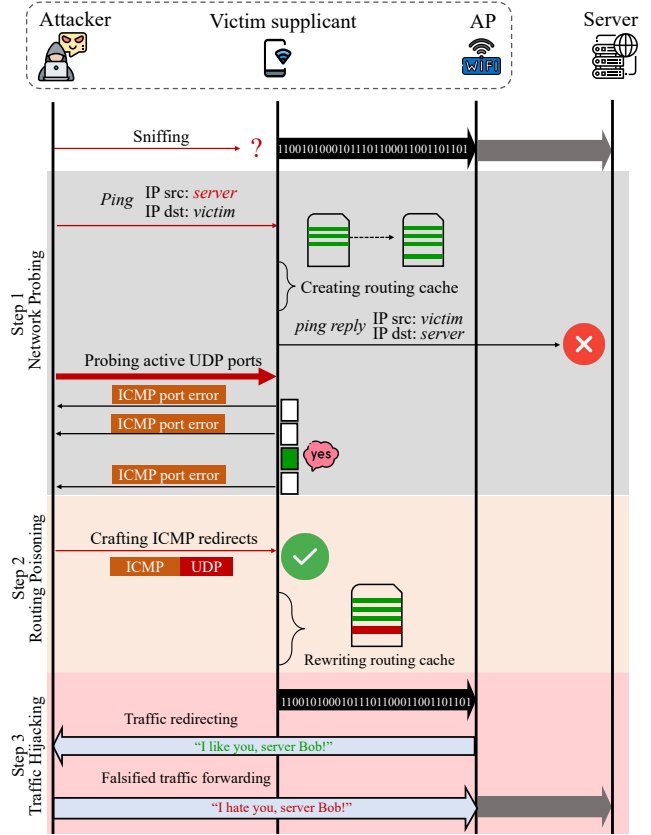 Attacker
Victim supplicant
AP
Server
WIFI
Sniffing
?
11001010001011101100011001101101
Step 1
Network Probing
Ping
IP src: server
IP dst: victim
Creating routing cache
ping reply
IP src: victim
IP dst: server
Probing active UDP ports
ICMP port error
ICMP port error
yes
ICMP port error
Step 2
Routing Poisoning
Crafting ICMP redirects
ICMP
UDP
Rewriting routing cache
Step 3
Traffic Hijacking
11001010001011101100011001101101
Traffic redirecting
“I like you, server Bob!”
Falsified traffic forwarding
“I hate you, server Bob!”